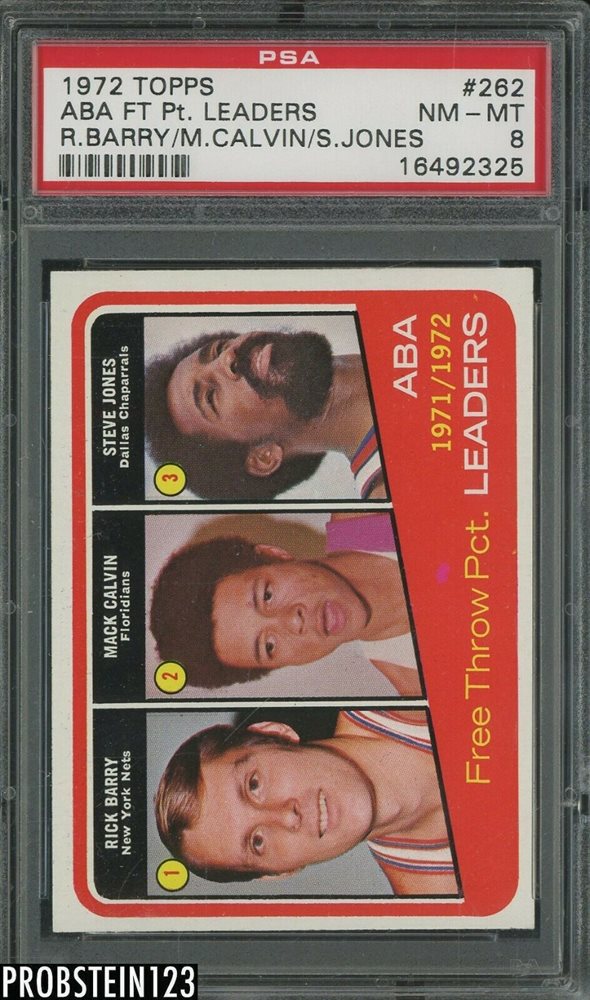 PSA
1972 TOPPS #262
ABA FT Pt. LEADERS NM – MT
R.BARRY/M.CALVIN/S.JONES 8
16492325
RICK BARRY
New York Nets
1
MACK CALVIN
Floridians
2
STEVE JONES
Dallas Chaparrals
3
ABA
1971/1972
Free Throw Pct. LEADERS
PROBSTEIN123